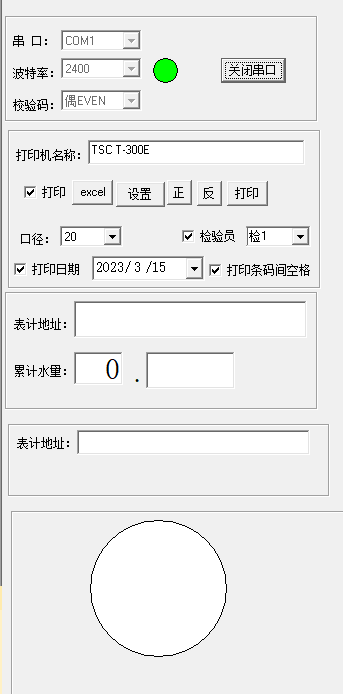 串 口： COM1
波特率： 2400 关闭串口
校验码： 偶EVEN
打印机名称： TSC T-300E
打印 excel 设置 正 反 打印
口径： 20 检验员 检1
打印日期 2023/ 3 /15 打印条码间空格
表计地址：
累计水量： 0 .
表计地址：